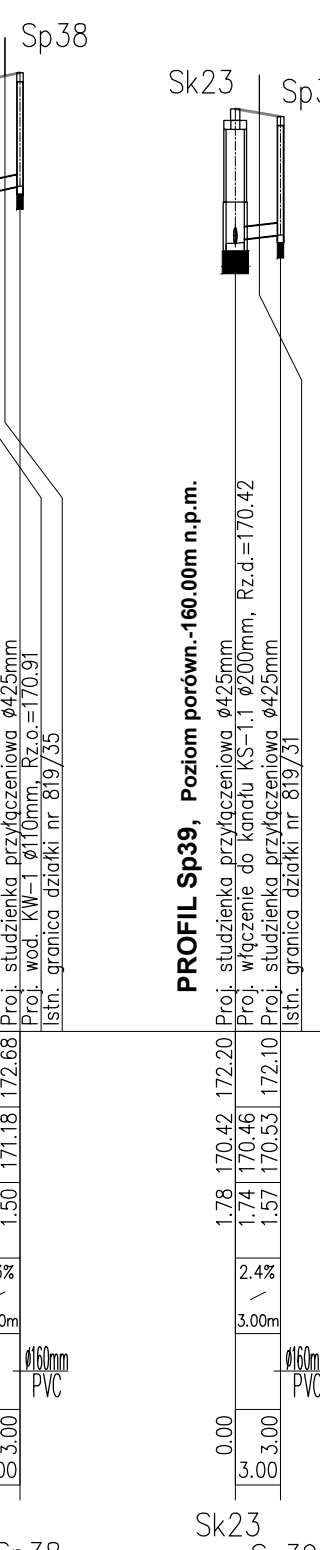 Sp38
Sk23
Proj. studzienka przyłączeniowa ø425mm
Proj. wod. KW-1 ø110mm, Rz.o.=170.91
Istn. granica działki nr 819/35
PROFIL Sp39, Poziom porówn.-160.00m n.p.m.
Proj. studzienka przyłączeniowa ø425mm
Proj. włączenie do kanału KS-1.1 ø200mm, Rz.d.=170.42
Proj. studzienka przyłączeniowa ø425mm
Istn. granica działki nr 819/31
172.68
171.18
1.50
172.20
172.10
170.42
170.46
170.53
1.78
1.74
1.57
2.4%
3.00m
ø160mm
PVC
3.00
0.00
3.00
3.00
Sk23